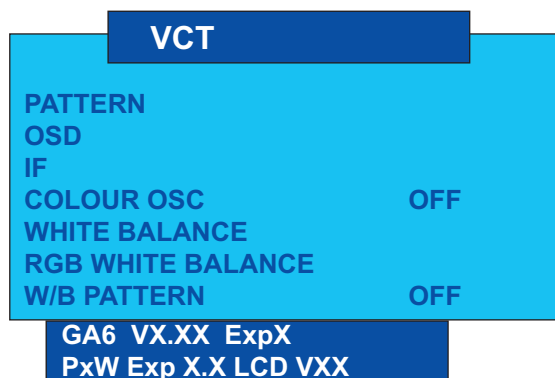 VCT
PATTERN
OSD
IF
COLOUR OSC OFF
WHITE BALANCE
RGB WHITE BALANCE
W/B PATTERN OFF
GA6 VX.XX ExpX
PxW Exp X.X LCD VXX